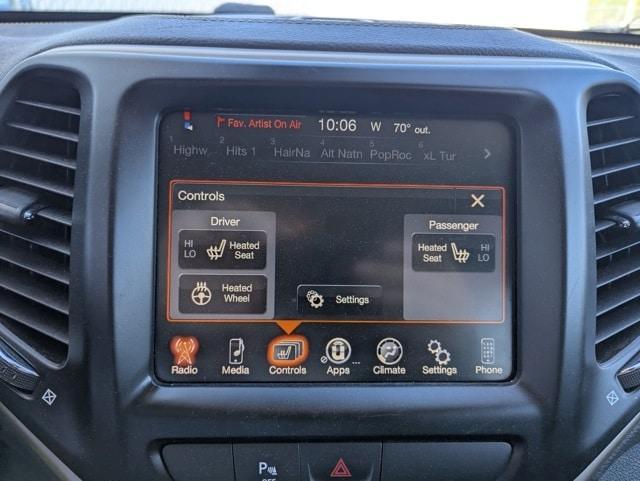 Fav. Artist On Air 10:06 W 70° out.
1 Highw 2 Hits 1 3 HairNa 4 Alt Natn 5 PopRoc 6 xL Tur
Controls
Driver
Passenger
HI
LO
Heated
Seat
Heated
Seat
HI
LO
Heated
Wheel
Settings
Radio Media Controls Apps Climate Settings Phone
P
OFF